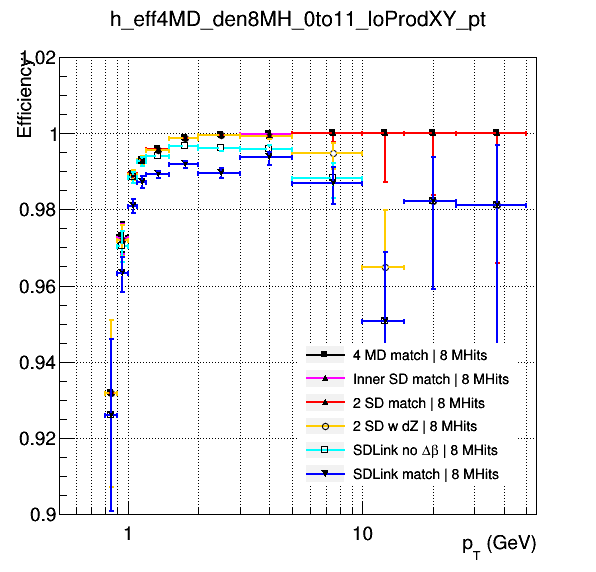 h_eff4MD_den8MH_0to11_loProdXY_pt
Efficiency
1.02
1
0.98
0.96
0.94
0.92
0.9
4 MD match | 8 MHits
Inner SD match | 8 MHits
2 SD match | 8 MHits
2 SD w dZ | 8 MHits
SDLink no Δβ | 8 MHits
SDLink match | 8 MHits
1
10
p_T (GeV)